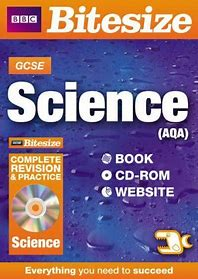 BBC
Bitesize
GCSE
Science
(AQA)
BOOK
CD-ROM
WEBSITE
Bitesize
COMPLETE
REVISION
& PRACTICE
Science
Everything you need to succeed